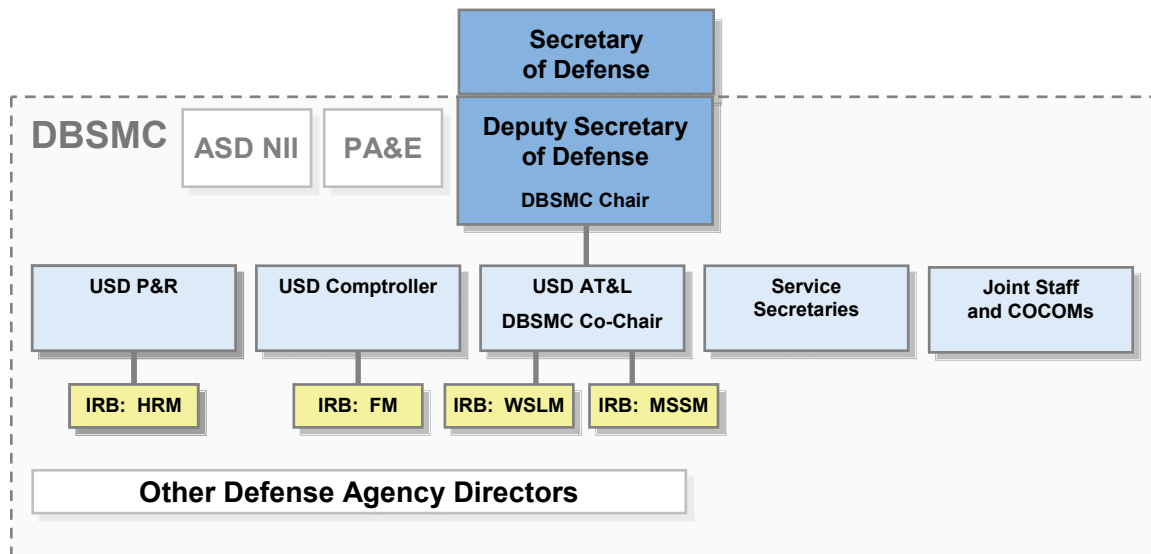 Secretary
of Defense
DBSMC
ASD NII
PA&E
Deputy Secretary
of Defense
DBSMC Chair
USD P&R
USD Comptroller
USD AT&L
DBSMC Co-Chair
Service
Secretaries
Joint Staff
and COCOMs
IRB: HRM
IRB: FM
IRB: WSLM
IRB: MSSM
Other Defense Agency Directors